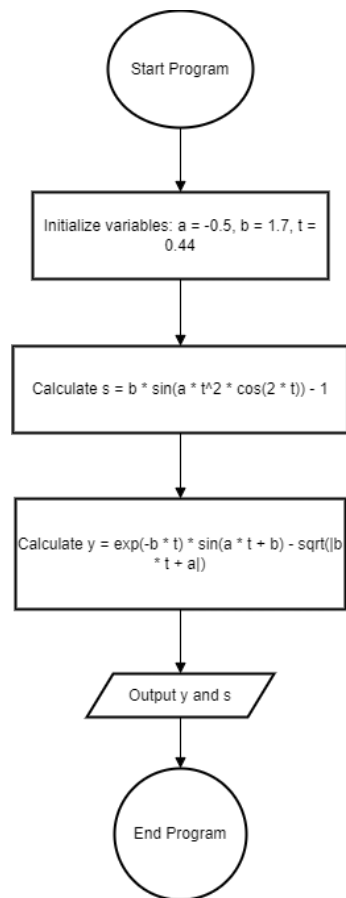 Start Program
Initialize variables: a = -0.5, b = 1.7, t =
0.44
Calculate s = b * sin(a * t^2 * cos(2 * t)) - 1
Calculate y = exp(-b * t) * sin(a * t + b) - sqrt(|b
* t + a|)
Output y and s
End Program